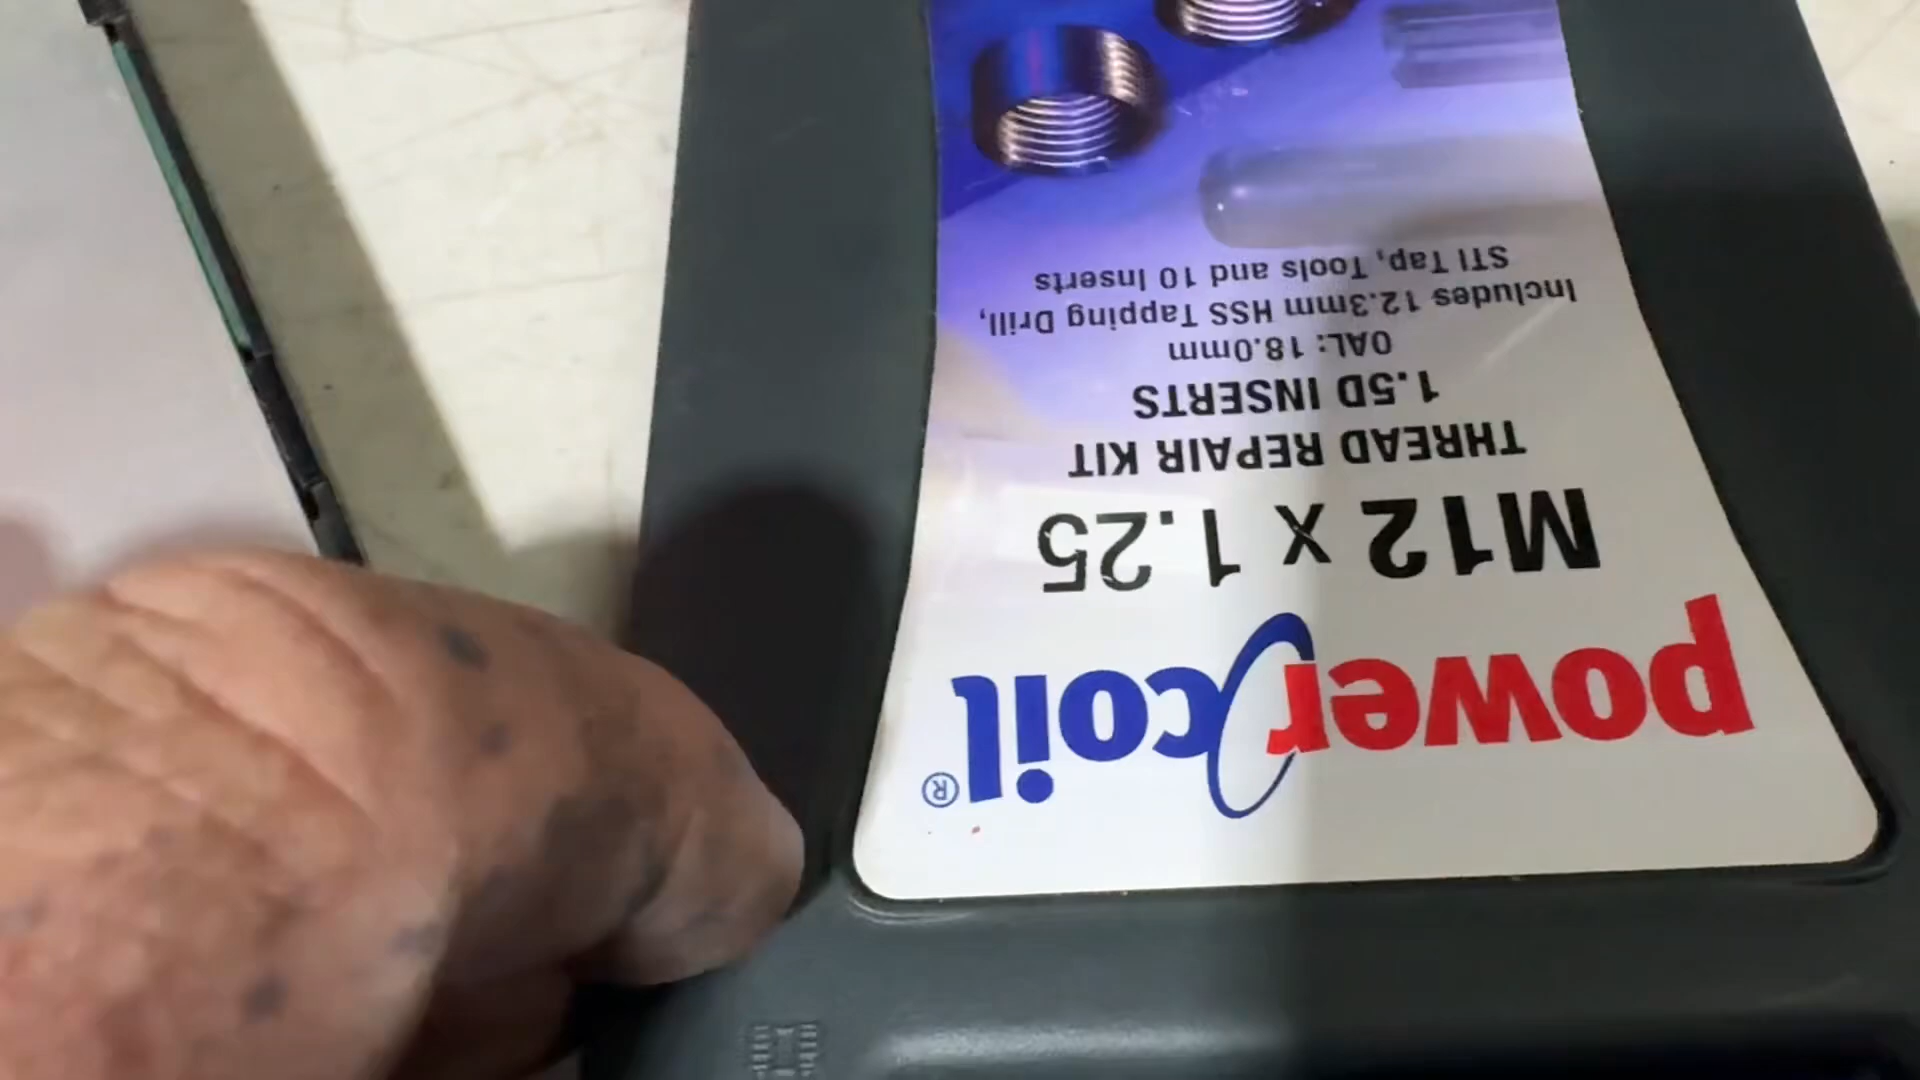 powercoil®
M12 x 1.25
THREAD REPAIR KIT
1.5D INSERTS
OAL: 18.0mm
Includes 12.3mm HSS Tapping Drill,
STI Tap, Tools and 10 Inserts